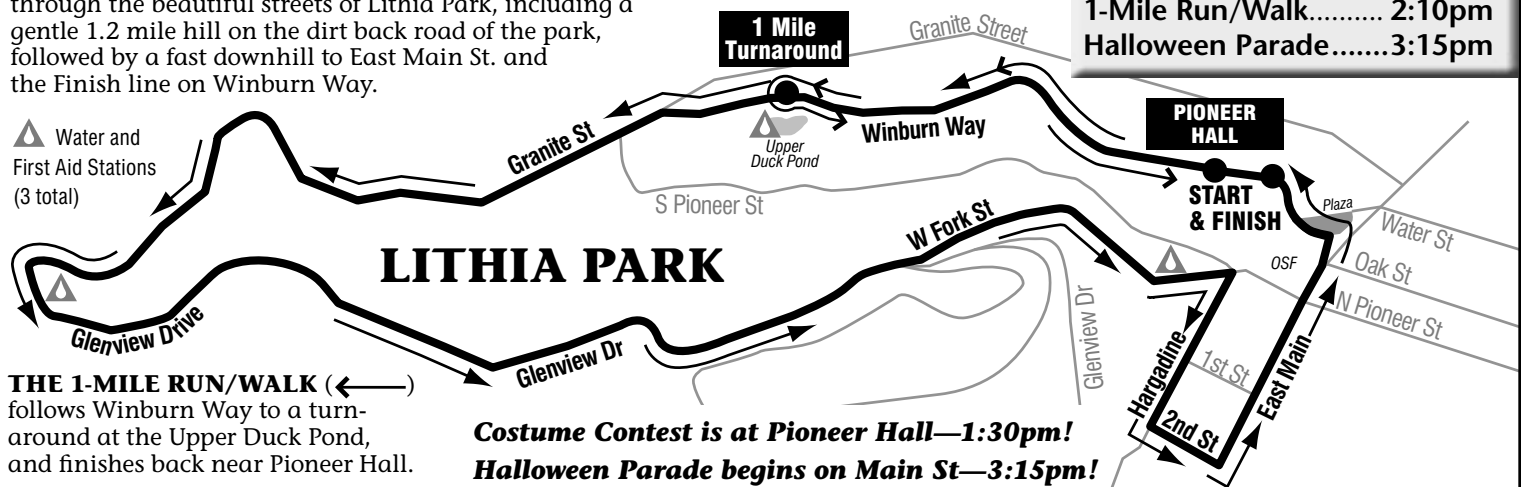 through the beautiful streets of Lithia Park, including a
gentle 1.2 mile hill on the dirt back road of the park,
followed by a fast downhill to East Main St. and
the Finish line on Winburn Way.
1-Mile Run/Walk.......... 2:10pm
Halloween Parade.......3:15pm
Water and
First Aid Stations
(3 total)
1 Mile
Turnaround
Granite Street
PIONEER
HALL
Granite St
Winburn Way
Upper
Duck Pond
START
& FINISH
S Pioneer St
W Fork St
Plaza
Water St
LITHIA PARK
OSF
Oak St
N Pioneer St
Glenview Drive
Glenview Dr
Glenview Dr
Hargadine
1st St
East Main
2nd St
THE 1-MILE RUN/WALK (←)
follows Winburn Way to a turn-
around at the Upper Duck Pond,
and finishes back near Pioneer Hall.
Costume Contest is at Pioneer Hall—1:30pm!
Halloween Parade begins on Main St—3:15pm!